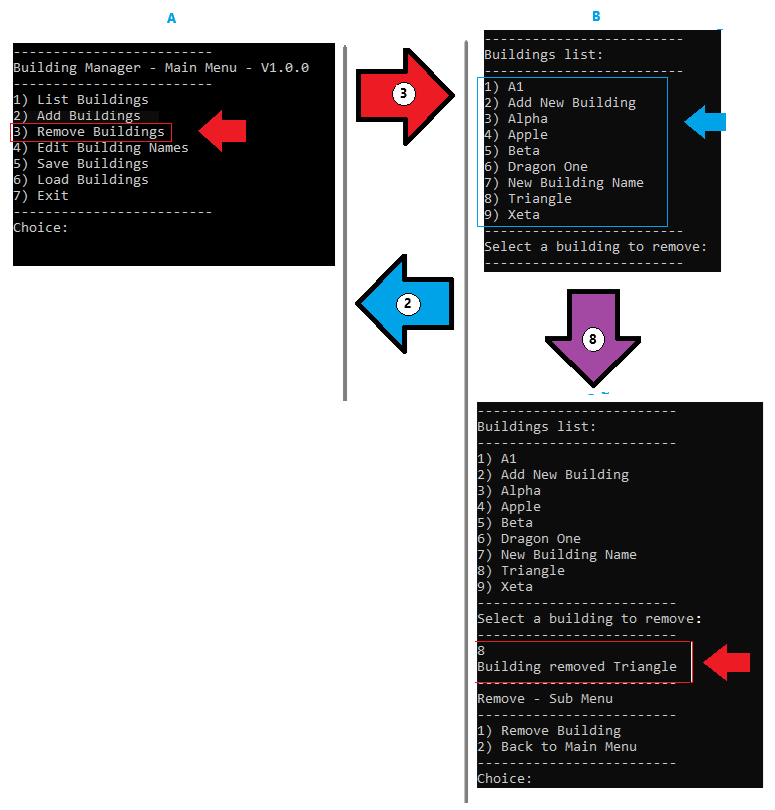 A
-------------------------
Building Manager - Main Menu - V1.0.0
-------------------------
1) List Buildings
2) Add Buildings
3) Remove Buildings
4) Edit Building Names
5) Save Buildings
6) Load Buildings
7) Exit
-------------------------
Choice:
3
2
B
-------------------------
Buildings list:
-------------------------
1) A1
2) Add New Building
3) Alpha
4) Apple
5) Beta
6) Dragon One
7) New Building Name
8) Triangle
9) Xeta
-------------------------
Select a building to remove:
-------------------------
8
-------------------------
Buildings list:
-------------------------
1) A1
2) Add New Building
3) Alpha
4) Apple
5) Beta
6) Dragon One
7) New Building Name
8) Triangle
9) Xeta
-------------------------
Select a building to remove:
-------------------------
8
Building removed Triangle
-------------------------
Remove - Sub Menu
-------------------------
1) Remove Building
2) Back to Main Menu
-------------------------
Choice: